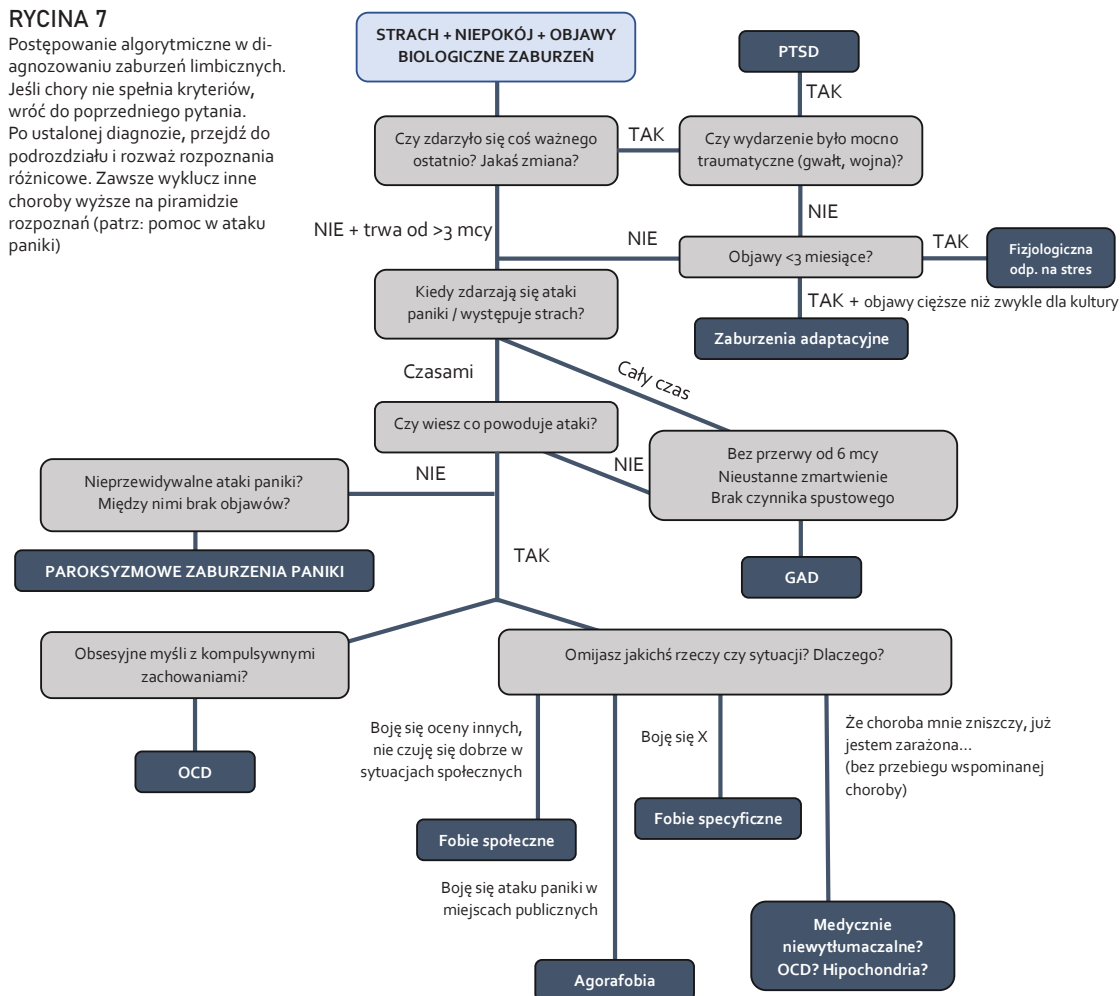 RYCINA 7
Postępowanie algorytmiczne w di-
agnozowaniu zaburzeń limbicznych.
Jeśli chory nie spełnia kryteriów,
wróć do poprzedniego pytania.
Po ustalonej diagnozie, przejdź do
podrozdziału i rozważ rozpoznania
różnicowe. Zawsze wyklucz inne
choroby wyższe na piramidzie
rozpoznań (patrz: pomoc w ataku
paniki)
STRACH + NIEPOKÓJ + OBJAWY
BIOLOGICZNE ZABURZEŃ
PTSD
TAK
Czy zdarzyło się coś ważnego
ostatnio? Jakaś zmiana?
TAK
Czy wydarzenie było mocno
traumatyczne (gwałt, wojna)?
NIE + trwa od >3 mcy
NIE
NIE
Objawy <3 miesiące?
TAK
Fizjologiczna
odp. na stres
TAK + objawy cięższe niż zwykle dla kultury
Zaburzenia adaptacyjne
Kiedy zdarzają się ataki
paniki / występuje strach?
Czasami
Cały czas
Czy wiesz co powoduje ataki?
NIE
NIE
Bez przerwy od 6 mcy
Nieustanne zmartwienie
Brak czynnika spustowego
GAD
Nieprzewidywalne ataki paniki?
Między nimi brak objawów?
PAROKSYZMOWE ZABURZENIA PANIKI
TAK
Obsesyjne myśli z kompulsywnymi
zachowaniami?
OCD
Omijasz jakichś rzeczy czy sytuacji? Dlaczego?
Boję się oceny innych,
nie czuję się dobrze w
sytuacjach społecznych
Fobie społeczne
Boję się ataku paniki w
miejscach publicznych
Agorafobia
Boję się X
Fobie specyficzne
Że choroba mnie zniszczy, już
jestem zarażona...
(bez przebiegu wspominanej
choroby)
Medycznie
niewytłumaczalne?
OCD? Hipochondria?